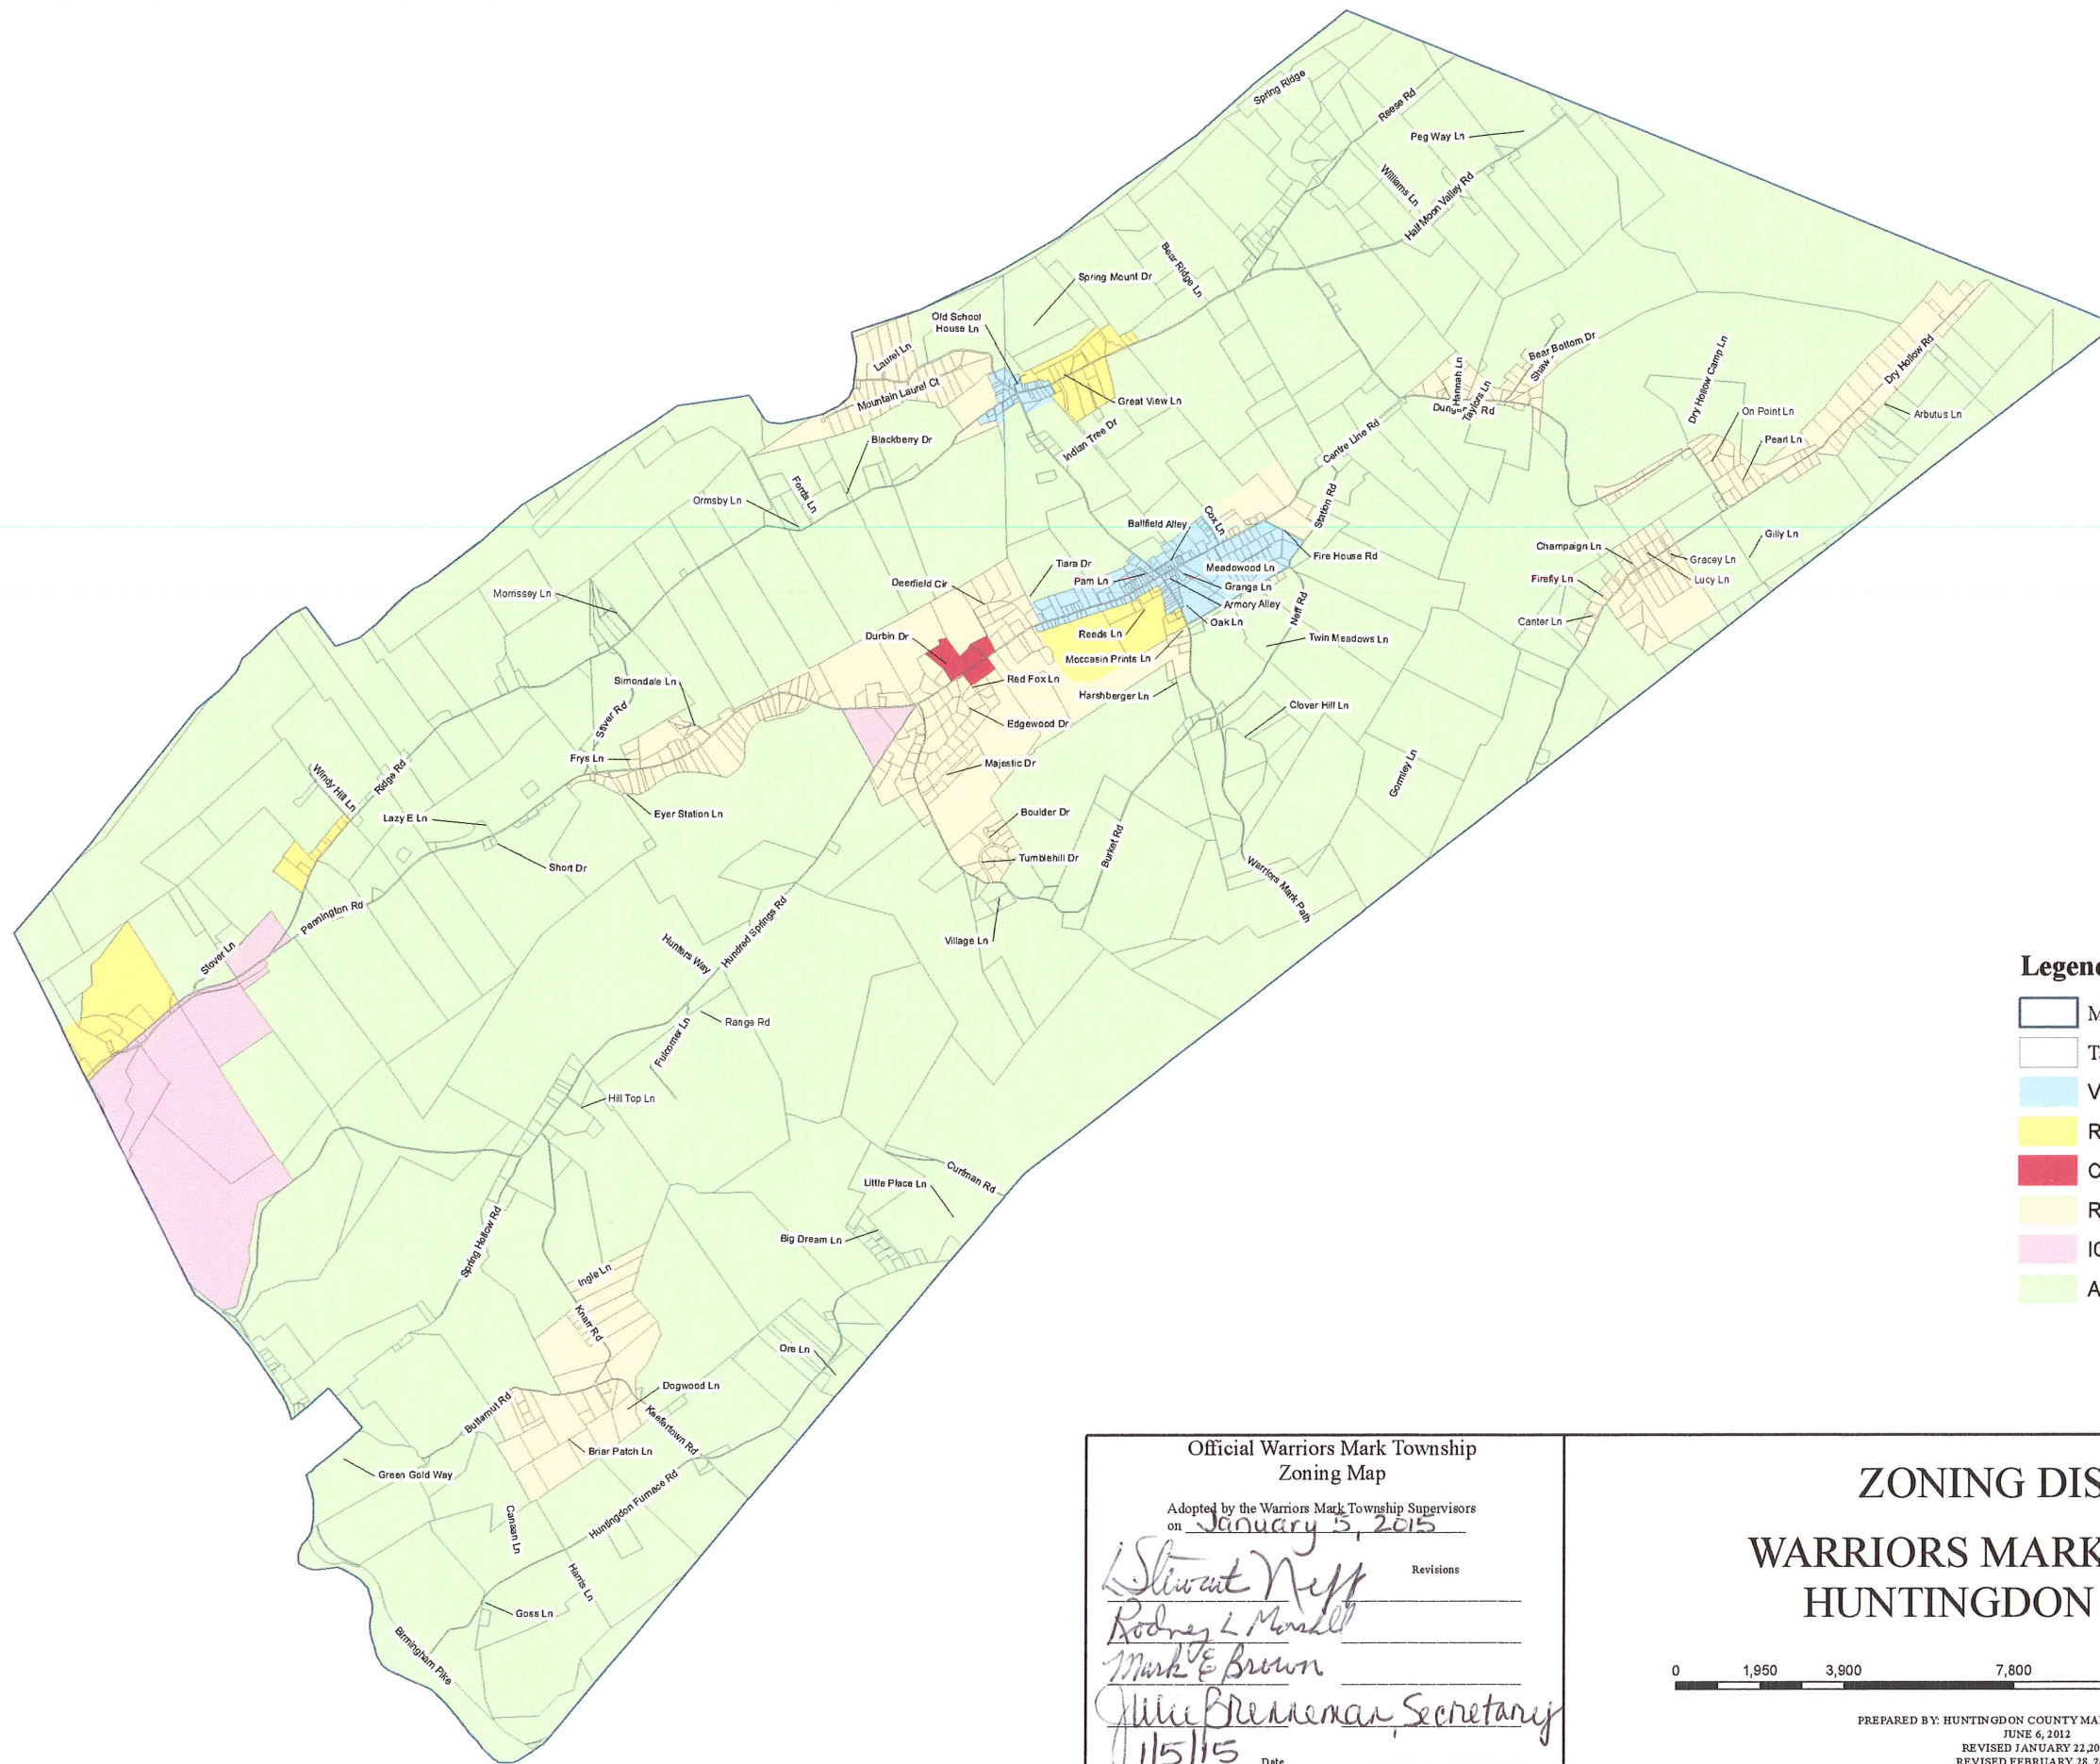 Spring Ridge
Reese Rd
Peg Way Ln
Williams Ln
Half Moon Valley Rd
Bear Ridge Ln
Spring Mount Dr
Old School
House Ln
Laurel Ln
Mountain Laurel Ct
Great View Ln
Indian Tree Dr
Blackberry Dr
Fords Ln
Ormsby Ln
Bear Bottom Dr
Shaw
Hannah Ln
Taylors Ln
Rd
Dry Hollow Camp Ln
Dry Hollow Rd
On Point Ln
Arbutus Ln
Pearl Ln
Centre Line Rd
Station Rd
Cox Ln
Ballfield Alley
Fire House Rd
Meadowood Ln
Tiara Dr
Pam Ln
Grange Ln
Armory Alley
Oak Ln
Neff Rd
Deerfield Cir
Durbin Dr
Reeds Ln
Twin Meadows Ln
Moccasin Prints Ln
Red Fox Ln
Harshberger Ln
Edgewood Dr
Clover Hill Ln
Majestic Dr
Gormley Ln
Gilly Ln
Champaign Ln
Gracey Ln
Firefly Ln
Lucy Ln
Canter Ln
Morrissey Ln
Simondale Ln
Stiver Rd
Frys Ln
Eyer Station Ln
Windy Hill Ln
Ridge Rd
Lazy E Ln
Short Dr
Boulder Dr
Tumblehill Dr
Burket Rd
Warriors Mark Path
Village Ln
Pennington Rd
Stover Ln
Hunters Way
Hundred Springs Rd
Range Rd
Fulcomer Ln
Hill Top Ln
Curfman Rd
Little Place Ln
Big Dream Ln
Spring Hollow Rd
Ingle Ln
Knarr Rd
Ore Ln
Dogwood Ln
Butternut Rd
Keefertown Rd
Briar Patch Ln
Green Gold Way
Huntingdon Furnace Rd
Canaan Ln
Harris Ln
Goss Ln
Birmingham Pike
Legen
M
T
V
R
C
R
A
Official Warriors Mark Township
Zoning Map
Adopted by the Warriors Mark Township Supervisors
on January 5, 2015
Revisions
Stewart Neff
Rodney L Marshall
Mark E Brown
Julie Brenneman, Secretary
1/5/15 Date
ZONING DIS
WARRIORS MARK
HUNTINGDON
0 1,950 3,900 7,800
PREPARED BY: HUNTINGDON COUNTY MA
JUNE 6, 2012
REVISED JANUARY 22,
REVISED FEBRUARY 28,